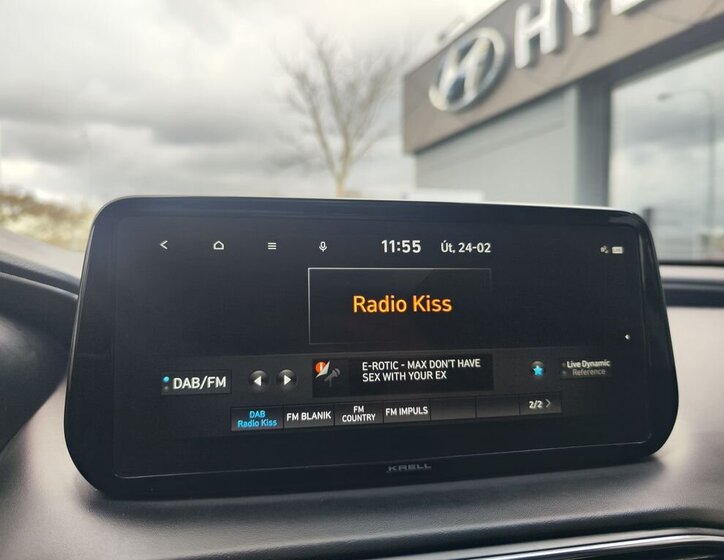 HY
11:55 Út, 24-02
Radio Kiss
E-ROTIC - MAX DON'T HAVE
SEX WITH YOUR EX
DAB/FM
Live Dynamic
Reference
DAB
Radio Kiss
FM BLANIK
FM
COUNTRY
FM IMPULS
2/2
KRELL